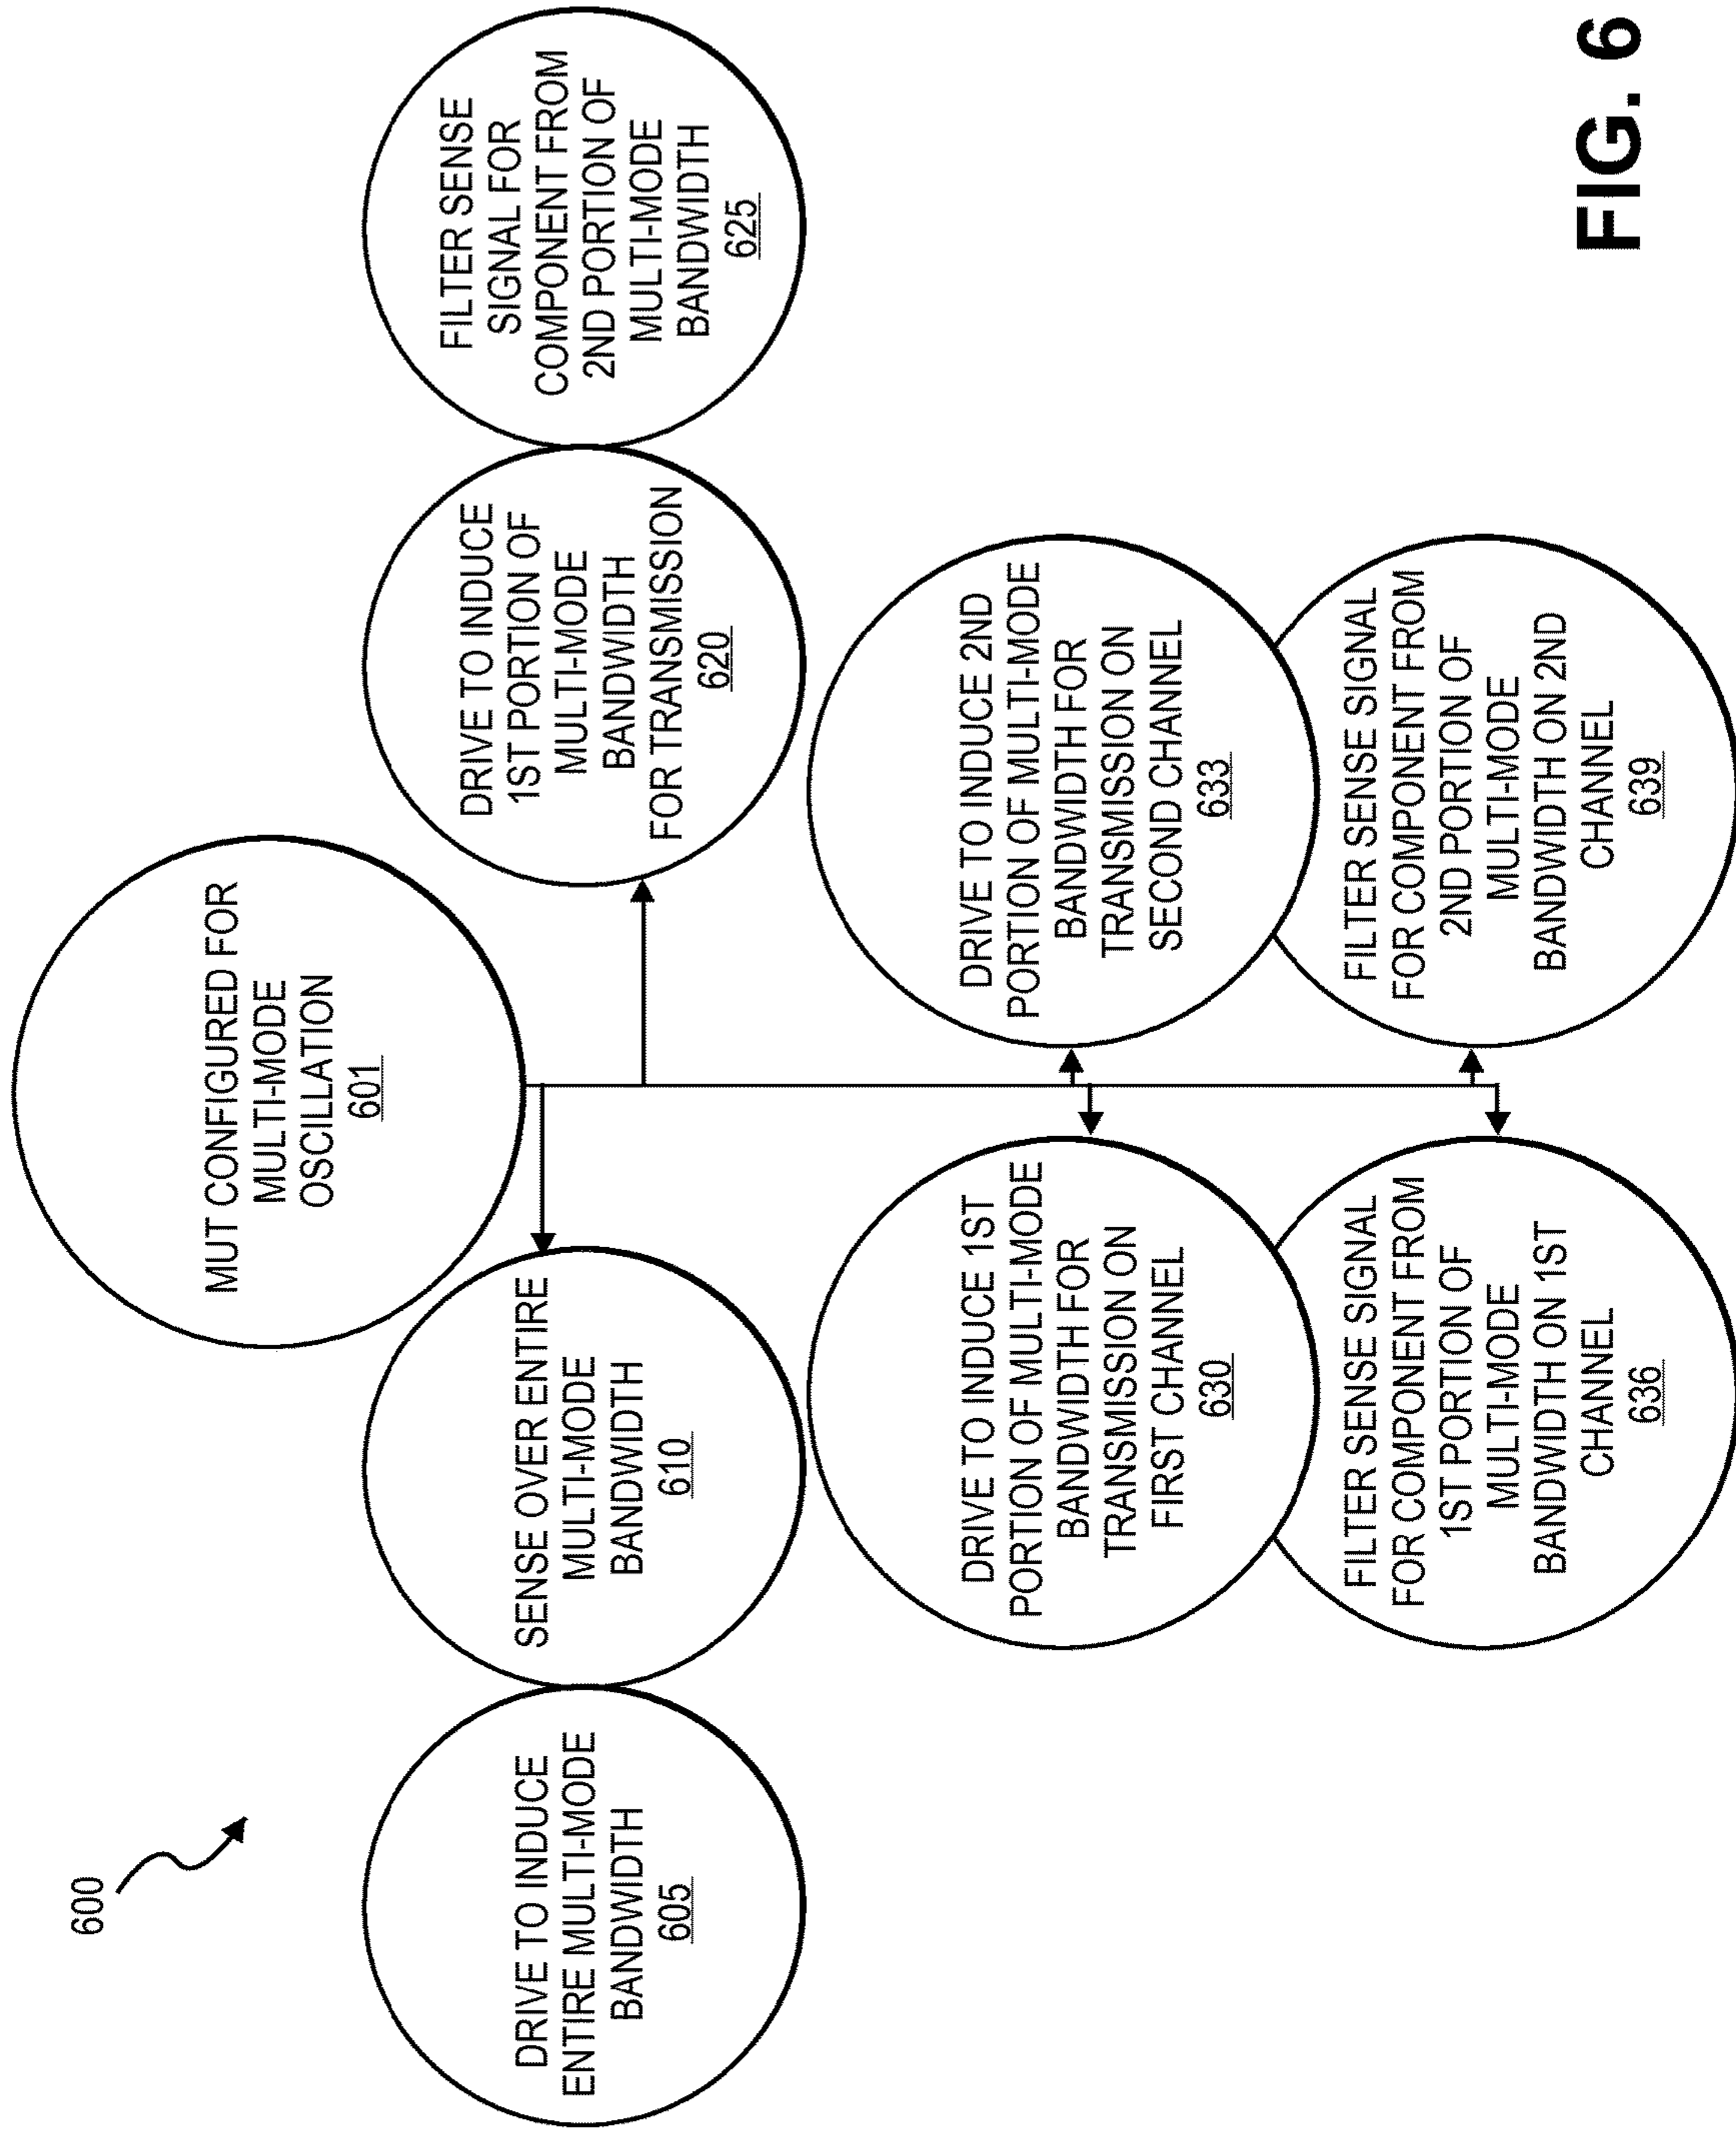 600
MUT CONFIGURED FOR
MULTI-MODE
OSCILLATION
601
DRIVE TO INDUCE
ENTIRE MULTI-MODE
BANDWIDTH
605
SENSE OVER ENTIRE
MULTI-MODE
BANDWIDTH
610
DRIVE TO INDUCE
1ST PORTION OF
MULTI-MODE
BANDWIDTH
FOR TRANSMISSION
620
FILTER SENSE
SIGNAL FOR
COMPONENT FROM
2ND PORTION OF
MULTI-MODE
BANDWIDTH
625
DRIVE TO INDUCE 1ST
PORTION OF MULTI-MODE
BANDWIDTH FOR
TRANSMISSION ON
FIRST CHANNEL
630
DRIVE TO INDUCE 2ND
PORTION OF MULTI-MODE
BANDWIDTH FOR
TRANSMISSION ON
SECOND CHANNEL
633
FILTER SENSE SIGNAL
FOR COMPONENT FROM
1ST PORTION OF
MULTI-MODE
BANDWIDTH ON 1ST
CHANNEL
636
FILTER SENSE SIGNAL
FOR COMPONENT FROM
2ND PORTION OF
MULTI-MODE
BANDWIDTH ON 2ND
CHANNEL
639
FIG. 6